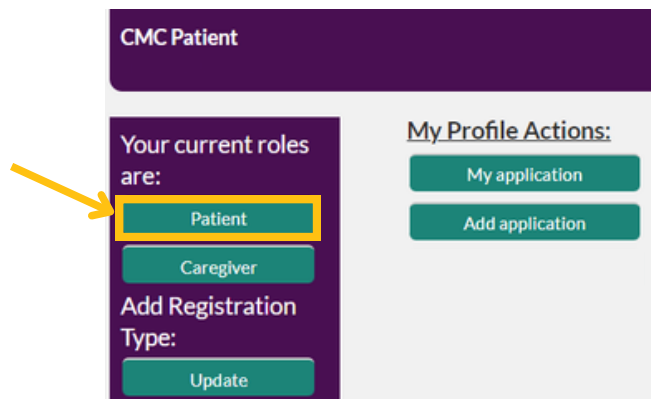 CMC Patient
Your current roles
are:
Patient
Caregiver
Add Registration
Type:
Update
My Profile Actions:
My application
Add application